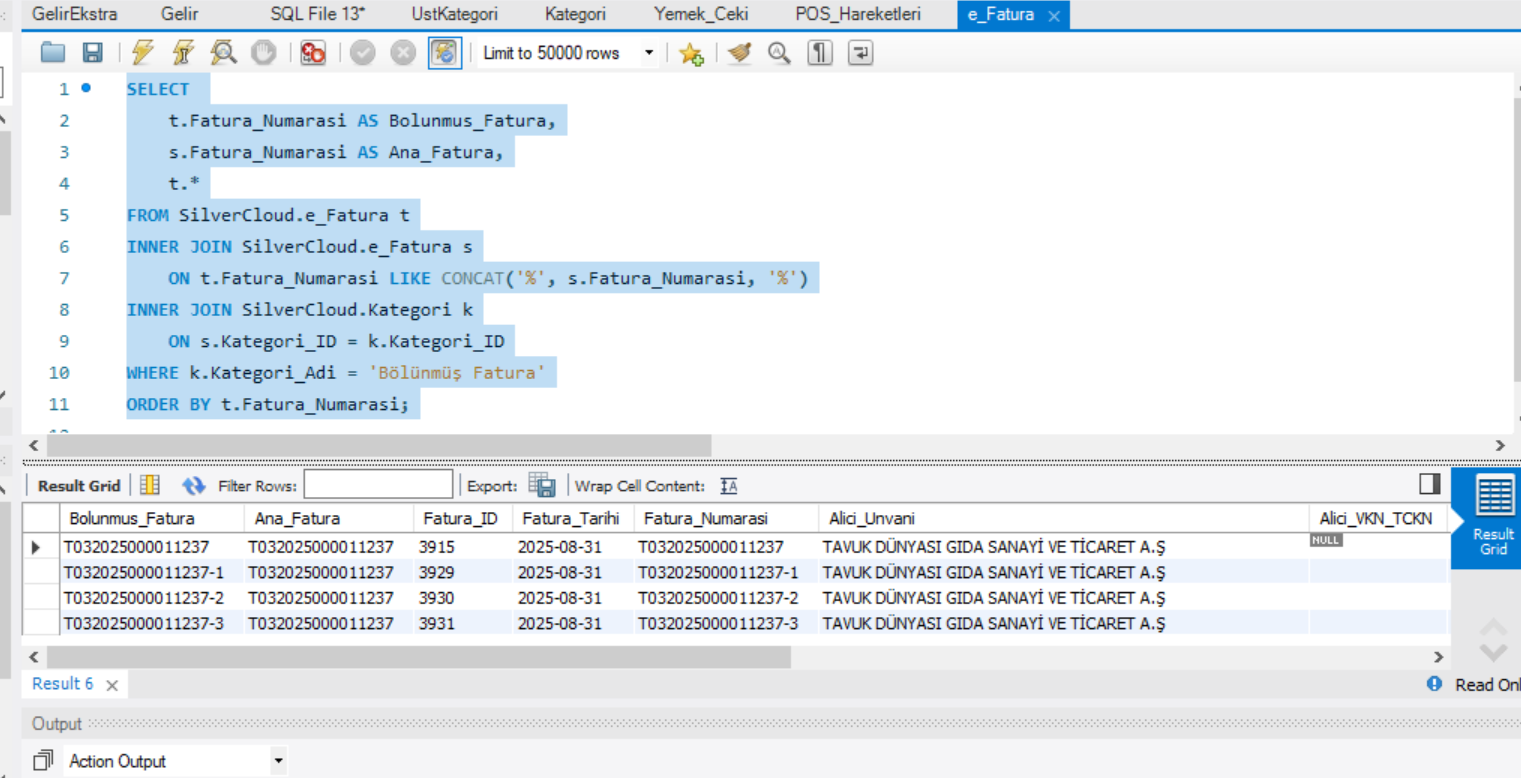 GelirEkstra Gelir SQL File 13* UstKategori Kategori Yemek_Ceki POS_Hareketleri e_Fatura
Limit to 50000 rows
1 SELECT
2 t.Fatura_Numarasi AS Bolunmus_Fatura,
3 s.Fatura_Numarasi AS Ana_Fatura,
4 t.*
5 FROM SilverCloud.e_Fatura t
6 INNER JOIN SilverCloud.e_Fatura s
7 ON t.Fatura_Numarasi LIKE CONCAT('%', s.Fatura_Numarasi, '%')
8 INNER JOIN SilverCloud.Kategori k
9 ON s.Kategori_ID = k.Kategori_ID
10 WHERE k.Kategori_Adi = 'Bölünmüş Fatura'
11 ORDER BY t.Fatura_Numarasi;
Result Grid Filter Rows: Export: Wrap Cell Content:
Bolunmus_Fatura Ana_Fatura Fatura_ID Fatura_Tarihi Fatura_Numarasi Alici_Unvani Alici_VKN_TCKN
T032025000011237 T032025000011237 3915 2025-08-31 T032025000011237 TAVUK DÜNYASI GIDA SANAYİ VE TİCARET A.Ş NULL
T032025000011237-1 T032025000011237 3929 2025-08-31 T032025000011237-1 TAVUK DÜNYASI GIDA SANAYİ VE TİCARET A.Ş
T032025000011237-2 T032025000011237 3930 2025-08-31 T032025000011237-2 TAVUK DÜNYASI GIDA SANAYİ VE TİCARET A.Ş
T032025000011237-3 T032025000011237 3931 2025-08-31 T032025000011237-3 TAVUK DÜNYASI GIDA SANAYİ VE TİCARET A.Ş
Result
Grid
Result 6 Read Onl
Output
Action Output